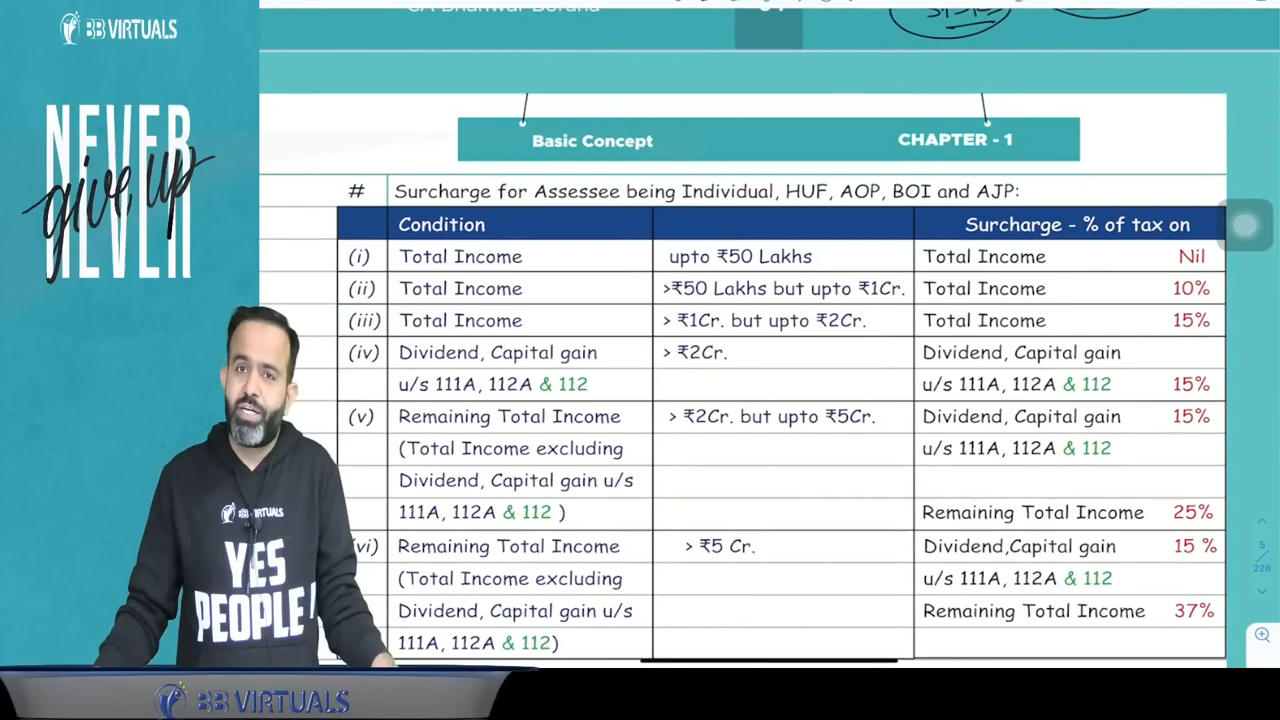 CA Bhanwar Borana
BB VIRTUALS
NEVER
give up
NEVER
Basic Concept
CHAPTER - 1
# Surcharge for Assessee being Individual, HUF, AOP, BOI and AJP:
Condition Surcharge - % of tax on
(i) Total Income upto ₹50 Lakhs Total Income Nil
(ii) Total Income >₹50 Lakhs but upto ₹1Cr. Total Income 10%
(iii) Total Income > ₹1Cr. but upto ₹2Cr. Total Income 15%
(iv) Dividend, Capital gain > ₹2Cr. Dividend, Capital gain
u/s 111A, 112A & 112 u/s 111A, 112A & 112 15%
(v) Remaining Total Income > ₹2Cr. but upto ₹5Cr. Dividend, Capital gain 15%
(Total Income excluding u/s 111A, 112A & 112
Dividend, Capital gain u/s
111A, 112A & 112 ) Remaining Total Income 25%
vi) Remaining Total Income > ₹5 Cr. Dividend,Capital gain 15 %
(Total Income excluding u/s 111A, 112A & 112
Dividend, Capital gain u/s Remaining Total Income 37%
111A, 112A & 112)
5
228
BB VIRTUALS
YES
PEOPLE !
BB VIRTUALS